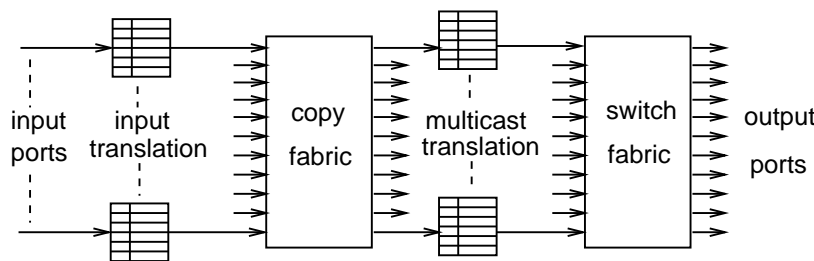 input
ports
input
translation
copy
fabric
multicast
translation
switch
fabric
output
ports